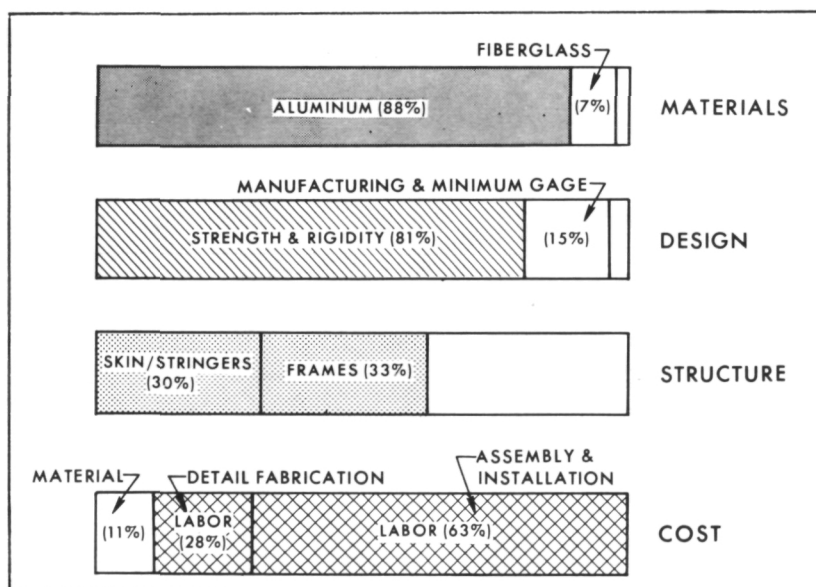 FIBERGLASS
ALUMINUM (88%)
(7%)
MATERIALS
MANUFACTURING & MINIMUM GAGE
STRENGTH & RIGIDITY (81%)
(15%)
DESIGN
SKIN/STRINGERS
(30%)
FRAMES (33%)
STRUCTURE
MATERIAL
DETAIL FABRICATION
ASSEMBLY &
INSTALLATION
(11%)
LABOR
(28%)
LABOR (63%)
COST